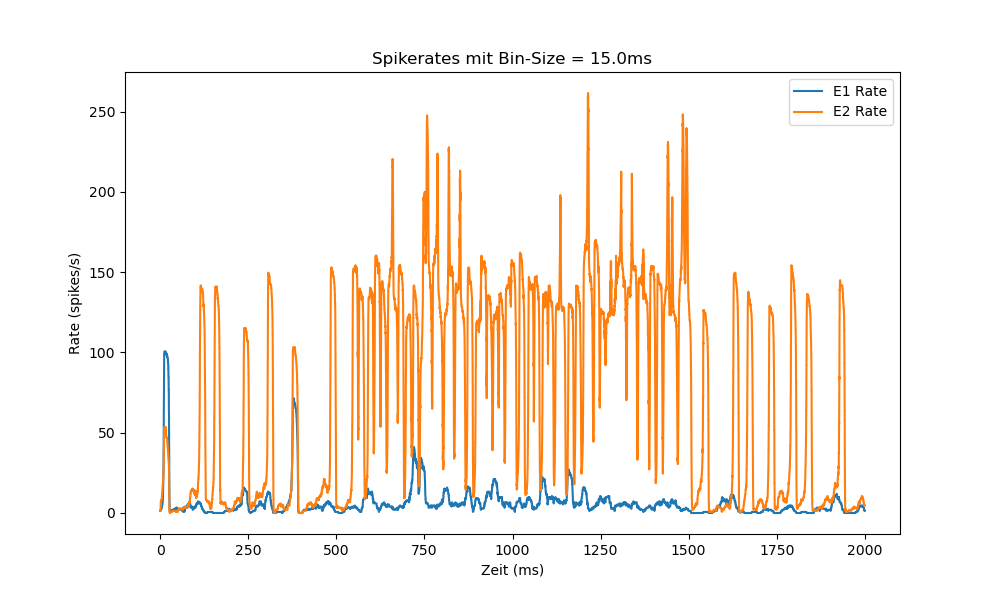 Spikerates mit Bin-Size = 15.0ms
E1 Rate
E2 Rate
250
200
150
100
50
0
Rate (spikes/s)
0 250 500 750 1000 1250 1500 1750 2000
Zeit (ms)